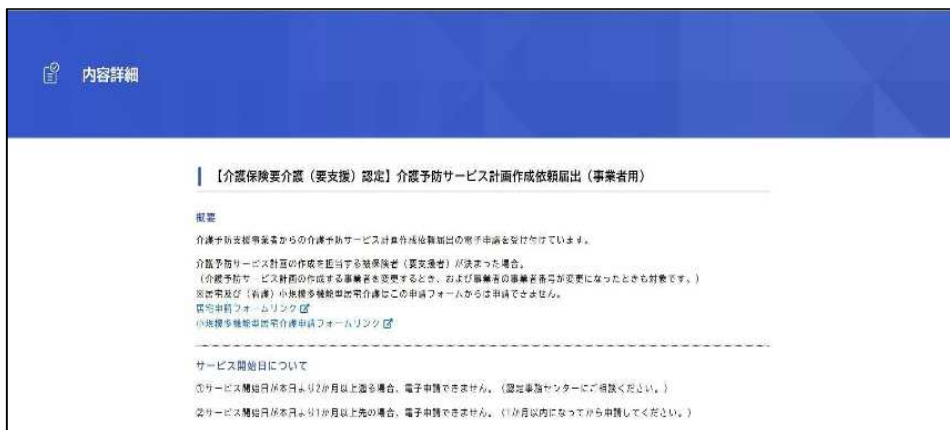 内容詳細
【介護保険要介護（要支援）認定】介護予防サービス計画作成依頼届出（事業者用）
概要
介護予防支援事業者からの介護予防サービス計画作成依頼届出の電子申請を受け付けています。
介護予防サービス計画の作成を担当する被保険者（要支援者）が決まった場合。
（介護予防サービス計画の作成する事業者を変更するとき、および事業者の事業者番号が変更になったときも対象です。）
※居宅及び（看護）小規模多機能型居宅介護はこの申請フォームからは申請できません。
居宅申請フォームリンク
小規模多機能型居宅介護申請フォームリンク
サービス開始日について
①サービス開始日が本日より2か月以上遡る場合、電子申請できません。（認定事務センターにご相談ください。）
②サービス開始日が本日より1か月以上先の場合、電子申請できません。（1か月以内になってから申請してください。）